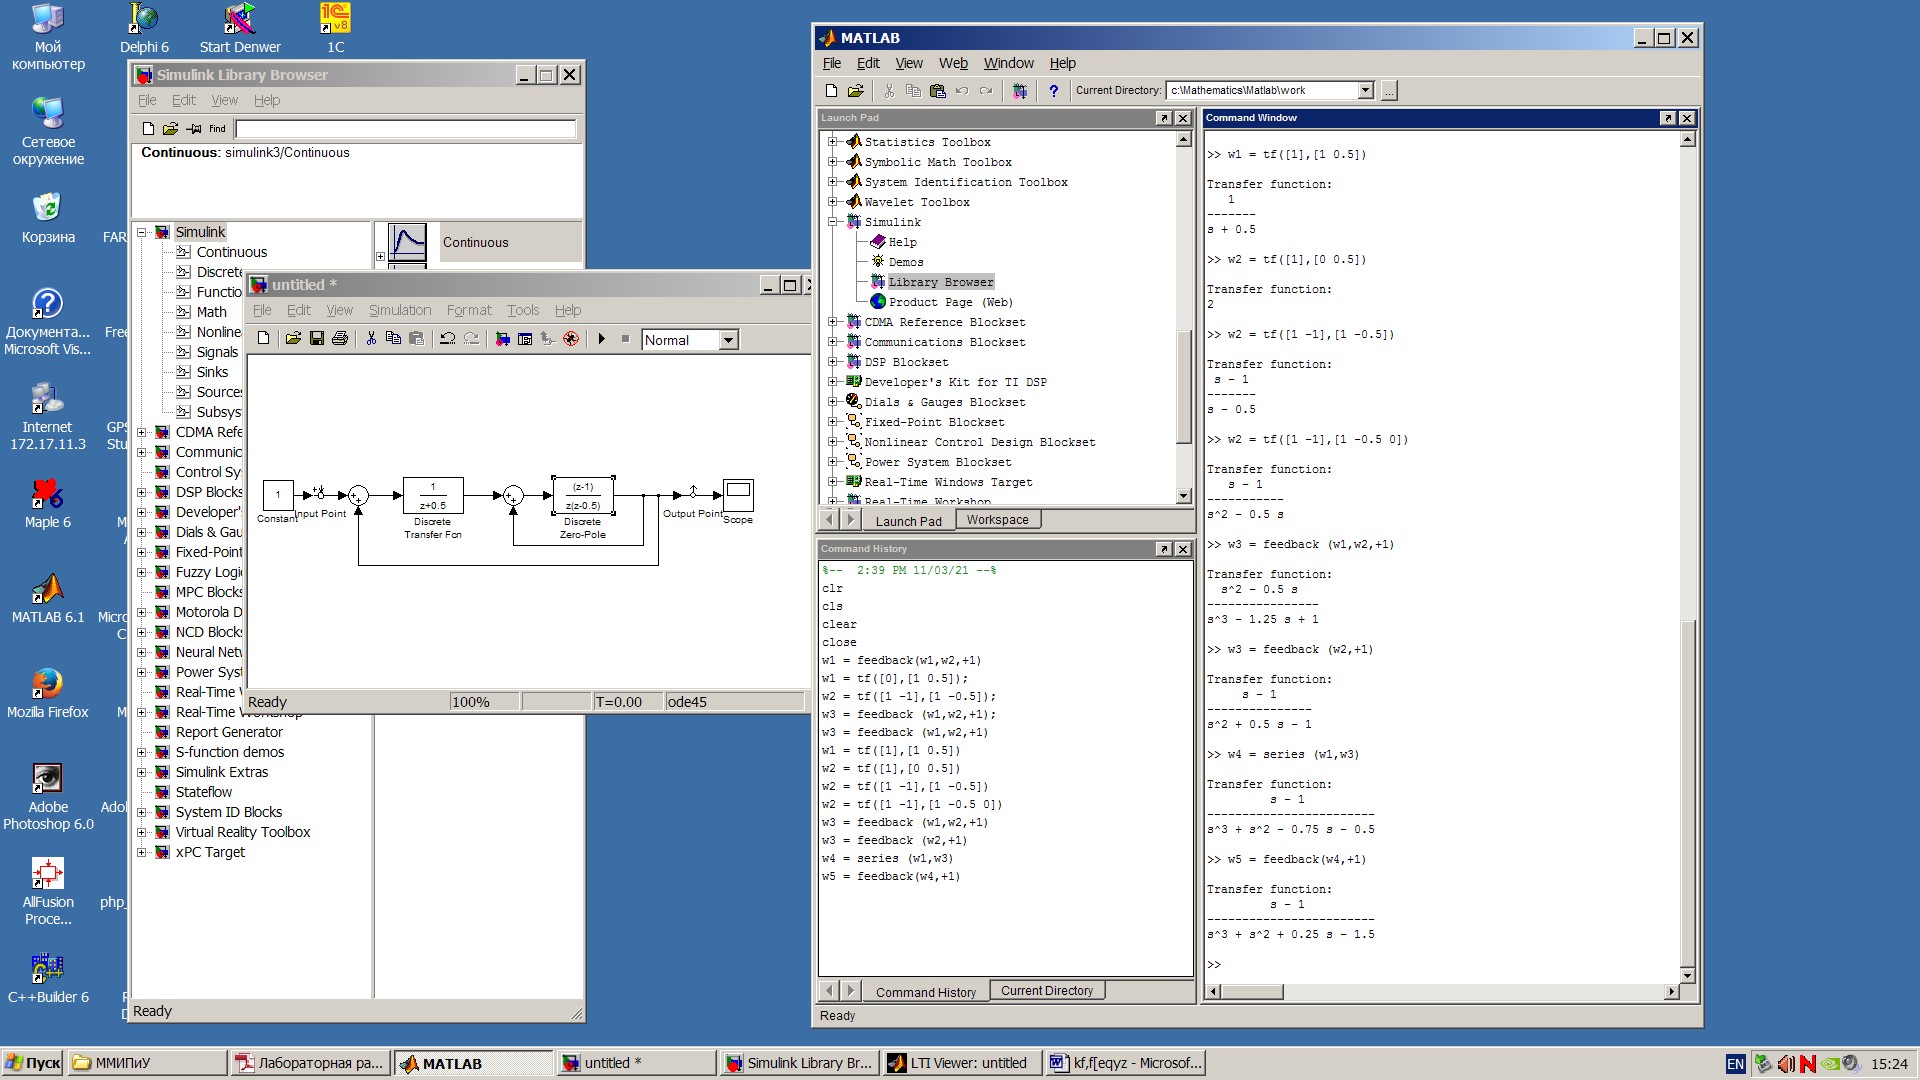 Мой
компьютер
Delphi 6
Start Denwer
1C
Сетевое
окружение
Корзина
FAR
Документа...
Microsoft Vis...
Free
Internet
172.17.11.3
GPS
Stu
Maple 6
MATLAB 6.1
Micro
C
Mozilla Firefox
Adobe
Photoshop 6.0
Adol
AllFusion
Proce...
php_
C++Builder 6
Simulink Library Browser
File Edit View Help
Find
Continuous: simulink3/Continuous
Simulink
Continuous
Discrete
Functio
Math
Nonline
Signals
Sinks
Sources
Subsys
CDMA Refe
Communic
Control Sy
DSP Blocks
Developer'
Dials & Gau
Fixed-Point
Fuzzy Logi
MPC Blocks
Motorola D
NCD Blocks
Neural Net
Power Syst
Real-Time
Real-Time Workshop
Report Generator
S-function demos
Simulink Extras
Stateflow
System ID Blocks
Virtual Reality Toolbox
xPC Target
Continuous
Ready
untitled *
File Edit View Simulation Format Tools Help
Normal
1
Constant
Input Point
1
z+0.5
Discrete
Transfer Fcn
(z-1)
z(z-0.5)
Discrete
Zero-Pole
Output Point
Scope
Ready 100% T=0.00 ode45
MATLAB
File Edit View Web Window Help
Current Directory: c:\Mathematics\Matlab\work
Launch Pad
Statistics Toolbox
Symbolic Math Toolbox
System Identification Toolbox
Wavelet Toolbox
Simulink
Help
Demos
Library Browser
Product Page (Web)
CDMA Reference Blockset
Communications Blockset
DSP Blockset
Developer's Kit for TI DSP
Dials & Gauges Blockset
Fixed-Point Blockset
Nonlinear Control Design Blockset
Power System Blockset
Real-Time Windows Target
Real-Time Workshop
Launch Pad Workspace
Command History
%-- 2:39 PM 11/03/21 --%
clr
cls
clear
close
w1 = feedback(w1,w2,+1)
w1 = tf([0],[1 0.5]);
w2 = tf([1 -1],[1 -0.5]);
w3 = feedback (w1,w2,+1);
w3 = feedback (w1,w2,+1)
w1 = tf([1],[1 0.5])
w2 = tf([1],[0 0.5])
w2 = tf([1 -1],[1 -0.5])
w2 = tf([1 -1],[1 -0.5 0])
w3 = feedback (w1,w2,+1)
w3 = feedback (w2,+1)
w4 = series (w1,w3)
w5 = feedback(w4,+1)
Command History Current Directory
Ready
Command Window
>> w1 = tf([1],[1 0.5])
Transfer function:
1
-------
s + 0.5
>> w2 = tf([1],[0 0.5])
Transfer function:
2
>> w2 = tf([1 -1],[1 -0.5])
Transfer function:
s - 1
-------
s - 0.5
>> w2 = tf([1 -1],[1 -0.5 0])
Transfer function:
s - 1
-----------
s^2 - 0.5 s
>> w3 = feedback (w1,w2,+1)
Transfer function:
s^2 - 0.5 s
----------------
s^3 - 1.25 s + 1
>> w3 = feedback (w2,+1)
Transfer function:
s - 1
---------------
s^2 + 0.5 s - 1
>> w4 = series (w1,w3)
Transfer function:
s - 1
------------------------
s^3 + s^2 - 0.75 s - 0.5
>> w5 = feedback(w4,+1)
Transfer function:
s - 1
------------------------
s^3 + s^2 + 0.25 s - 1.5
>>
Пуск
ММИПиУ
Лабораторная ра...
MATLAB
untitled *
Simulink Library Br...
LTI Viewer: untitled
kf,f[eqyz - Microsof...
EN
15:24